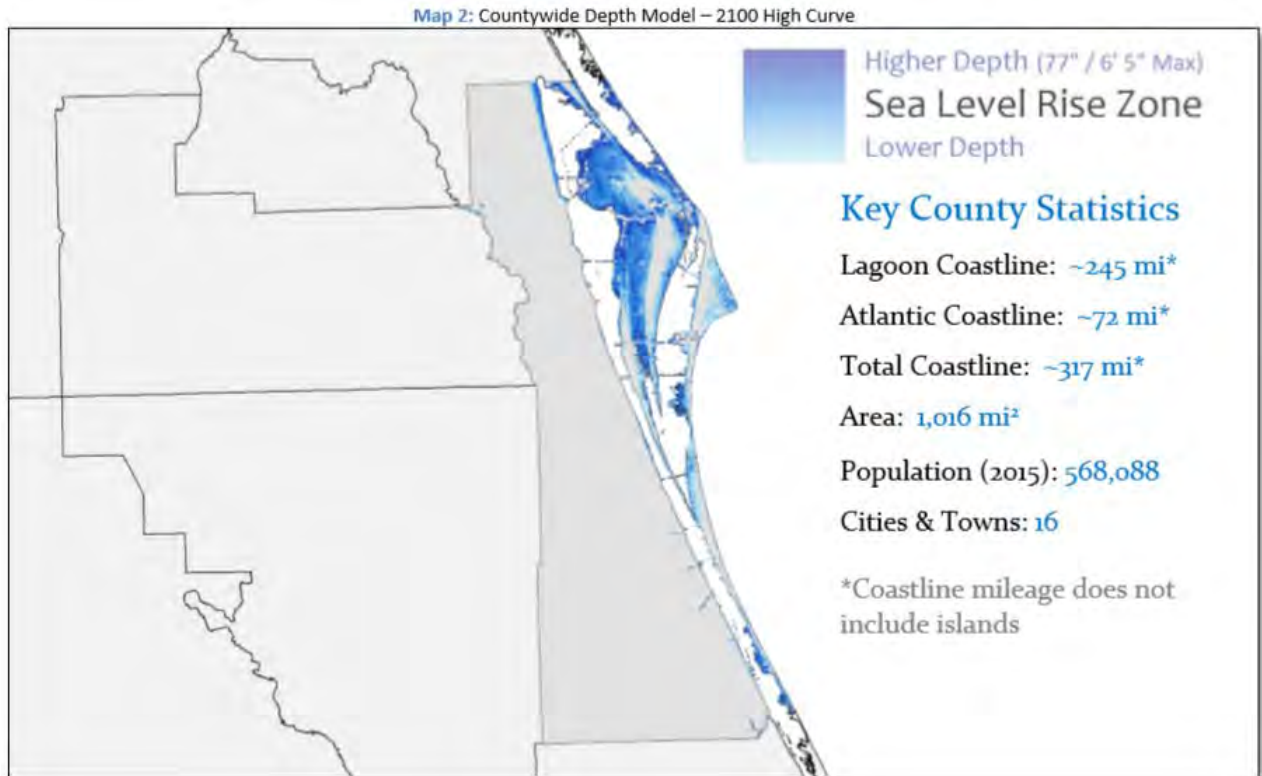 Map 2: Countywide Depth Model – 2100 High Curve
Higher Depth (77" / 6' 5" Max)
Sea Level Rise Zone
Lower Depth
Key County Statistics
Lagoon Coastline: ~245 mi*
Atlantic Coastline: ~72 mi*
Total Coastline: ~317 mi*
Area: 1,016 mi²
Population (2015): 568,088
Cities & Towns: 16
*Coastline mileage does not
include islands